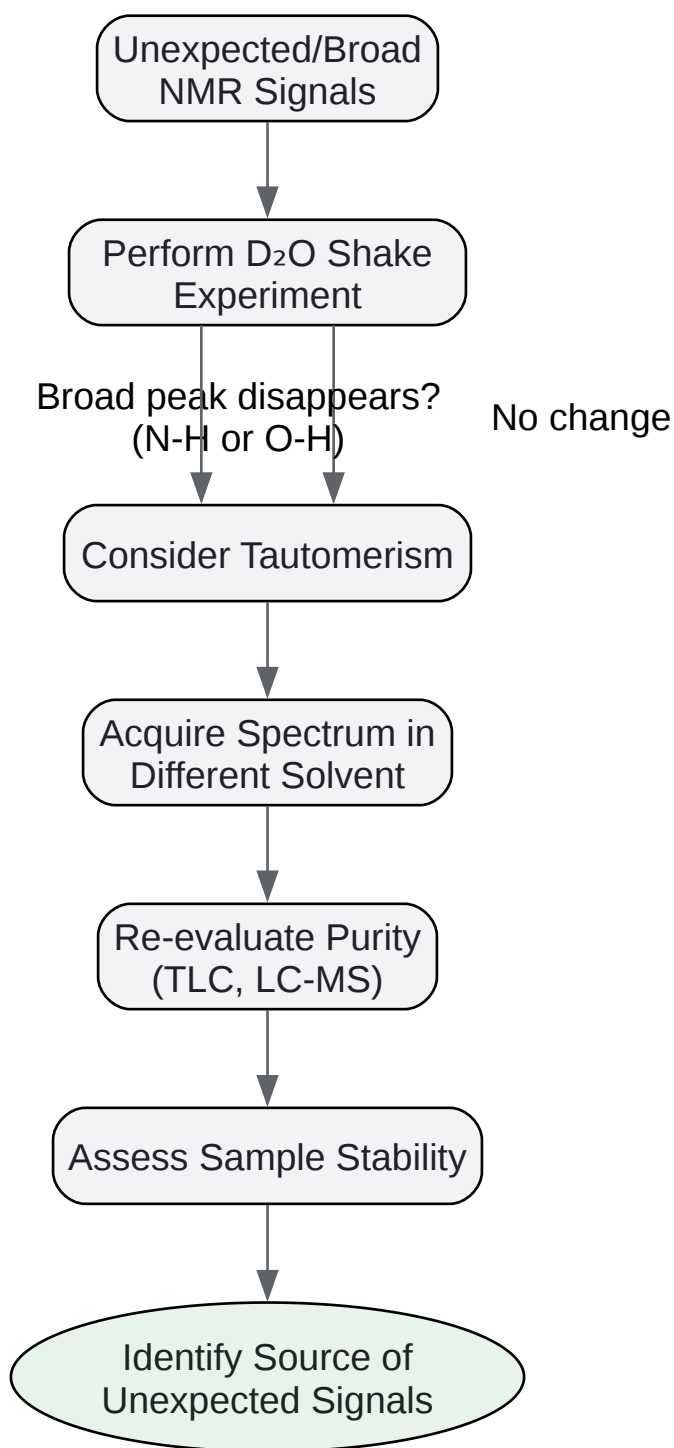 Unexpected/Broad
NMR Signals
Perform D₂O Shake
Experiment
Broad peak disappears?
(N-H or O-H)
No change
Consider Tautomerism
Acquire Spectrum in
Different Solvent
Re-evaluate Purity
(TLC, LC-MS)
Assess Sample Stability
Identify Source of
Unexpected Signals